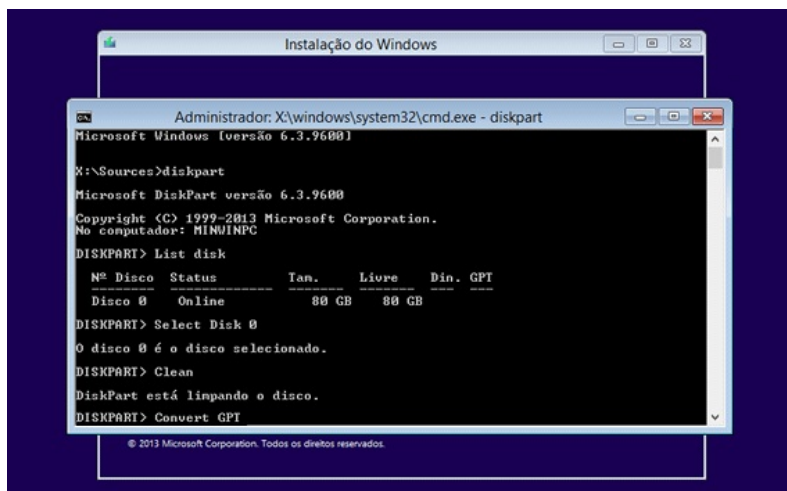 Instalação do Windows
Administrador: X:\windows\system32\cmd.exe - diskpart
Microsoft Windows [versão 6.3.9600]
X:\Sources>diskpart
Microsoft DiskPart versão 6.3.9600
Copyright (C) 1999-2013 Microsoft Corporation.
No computador: MINWINPC
DISKPART> List disk
Nº Disco Status Tam. Livre Din. GPT
-------- ------------- ------- ------- --- ---
Disco 0 Online 80 GB 80 GB
DISKPART> Select Disk 0
O disco 0 é o disco selecionado.
DISKPART> Clean
DiskPart está limpando o disco.
DISKPART> Convert GPT
© 2013 Microsoft Corporation. Todos os direitos reservados.